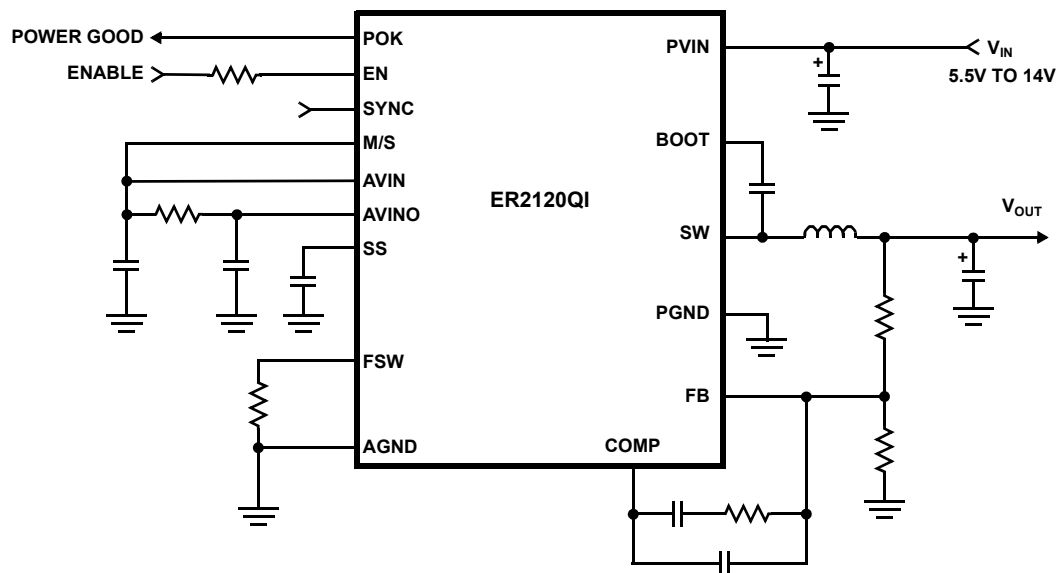 POWER GOOD
ENABLE
POK
EN
SYNC
M/S
AVIN
AVINO
SS
FSW
AGND
ER2120QI
COMP
PVIN
BOOT
SW
PGND
FB
+
VIN
5.5V TO 14V
VOUT
+